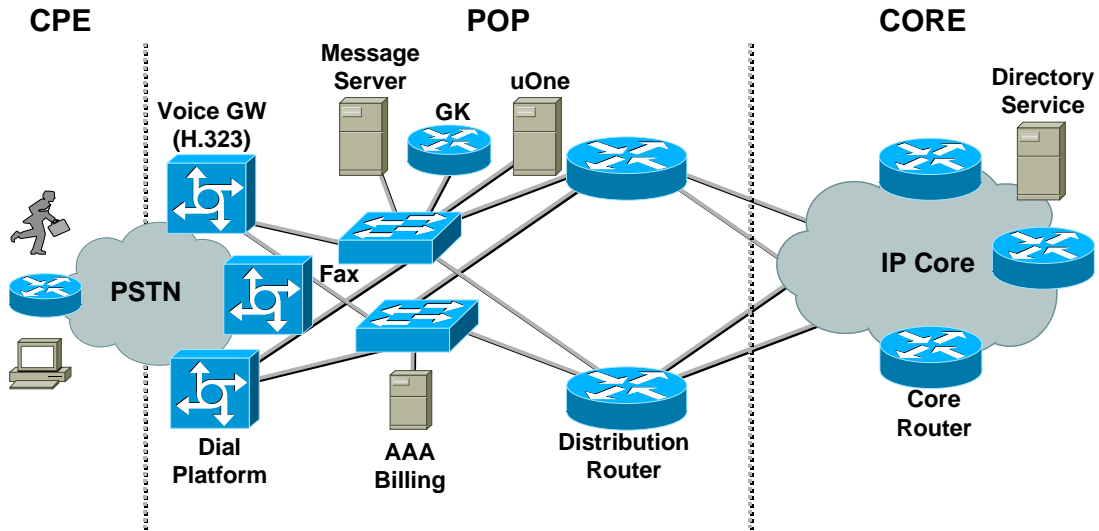 CPE
POP
CORE
Message
Server
uOne
Directory
Service
Voice GW
(H.323)
GK
PSTN
Fax
IP Core
Dial
Platform
AAA
Billing
Distribution
Router
Core
Router